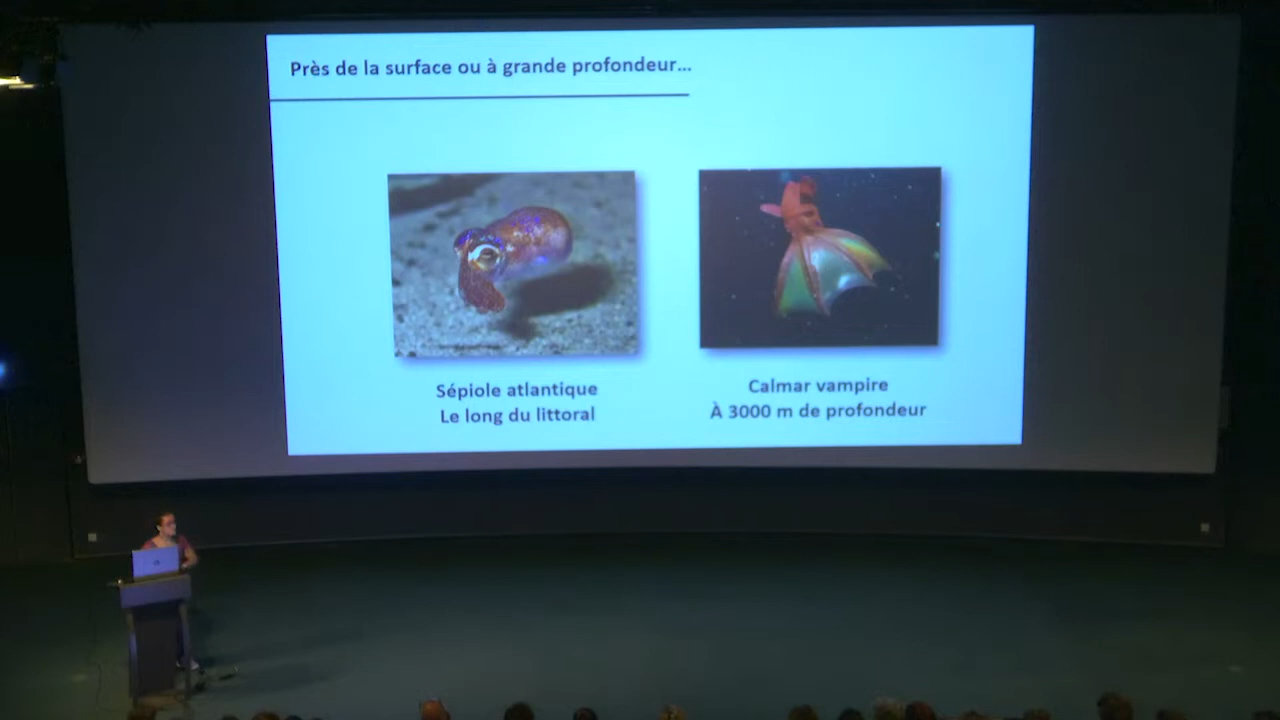 Près de la surface ou à grande profondeur...
Sépiole atlantique
Le long du littoral
Calmar vampire
À 3000 m de profondeur